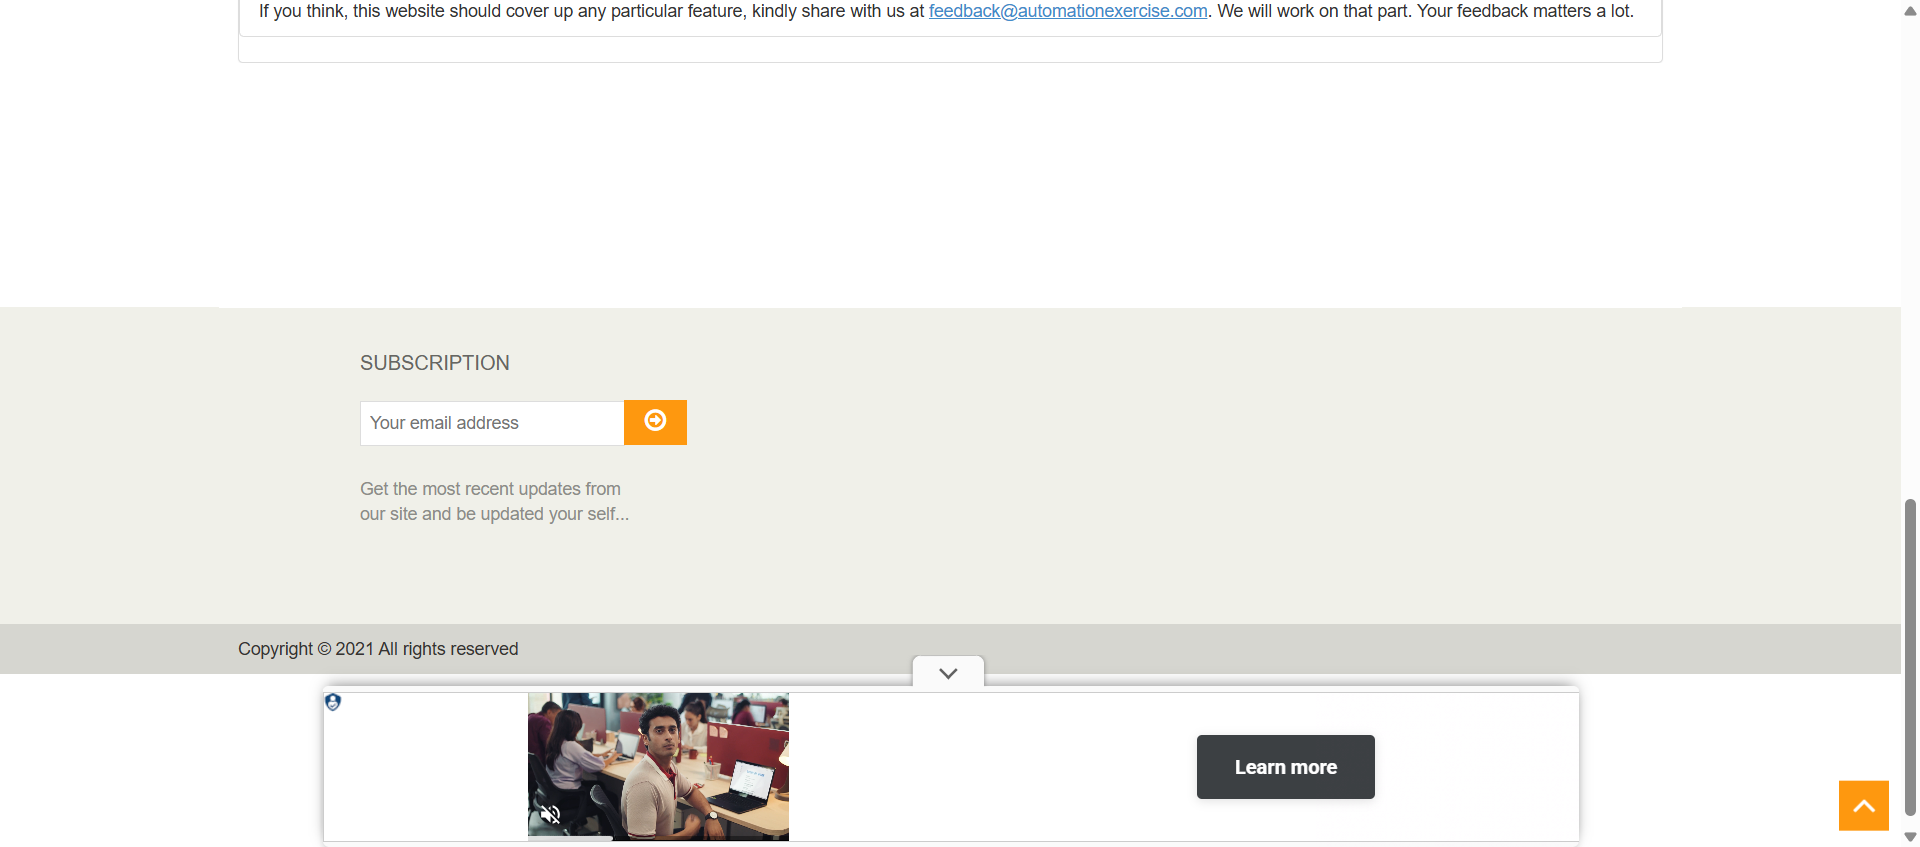 If you think, this website should cover up any particular feature, kindly share with us at feedback@automationexercise.com. We will work on that part. Your feedback matters a lot.
SUBSCRIPTION
Your email address
Get the most recent updates from
our site and be updated your self...
Copyright © 2021 All rights reserved
Learn more